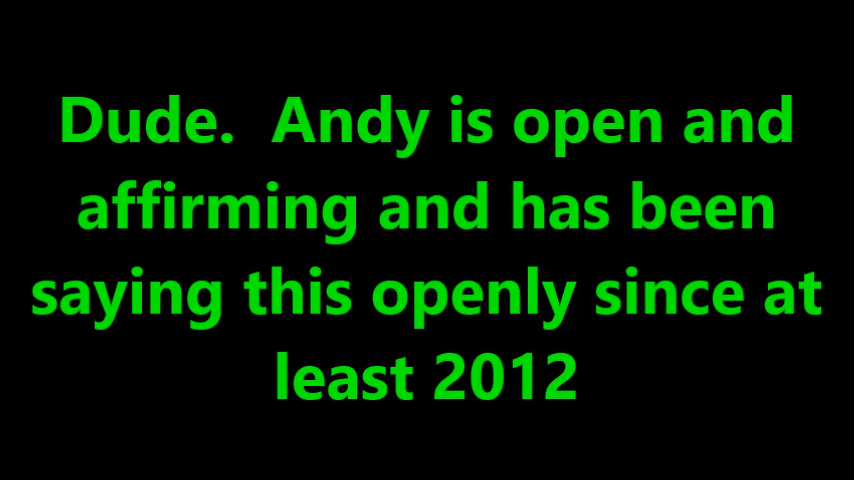 Dude.  Andy is open and
affirming and has been
saying this openly since at
least 2012